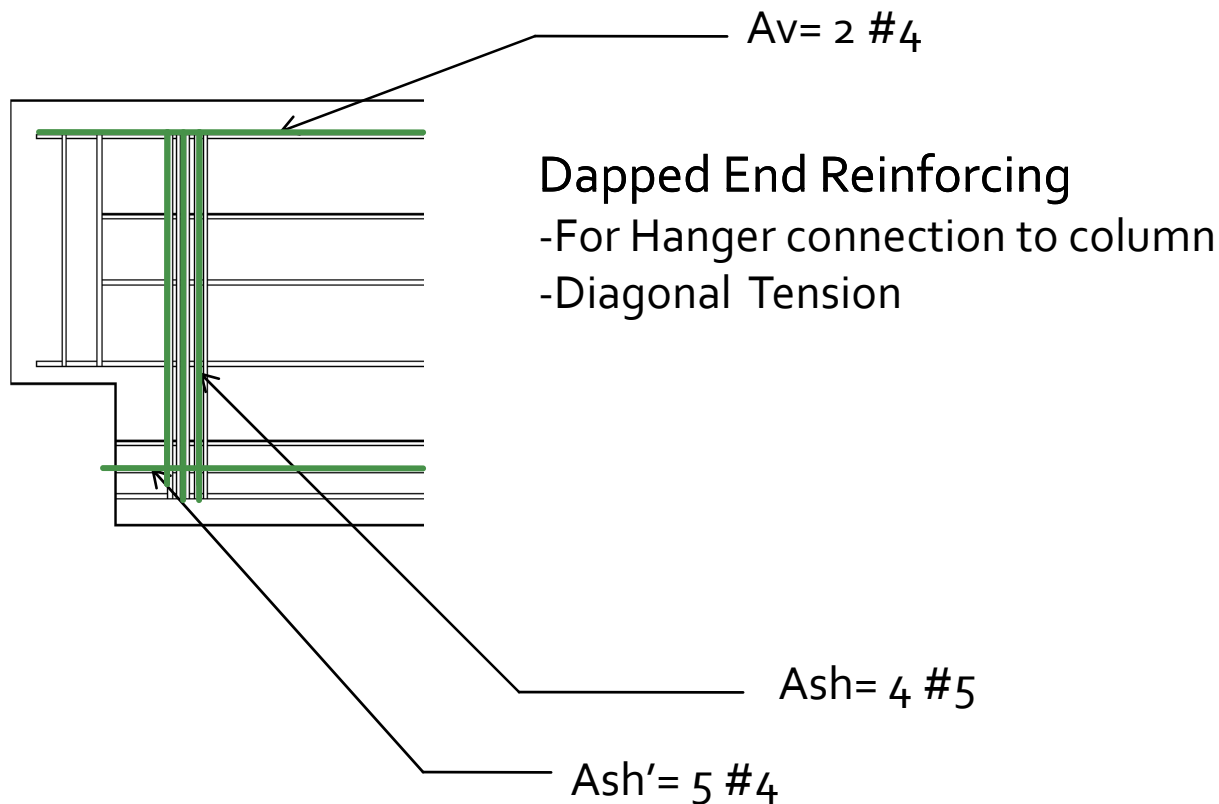 Av= 2 #4
Dapped End Reinforcing
-For Hanger connection to column
-Diagonal Tension
Ash= 4 #5
Ash’= 5 #4